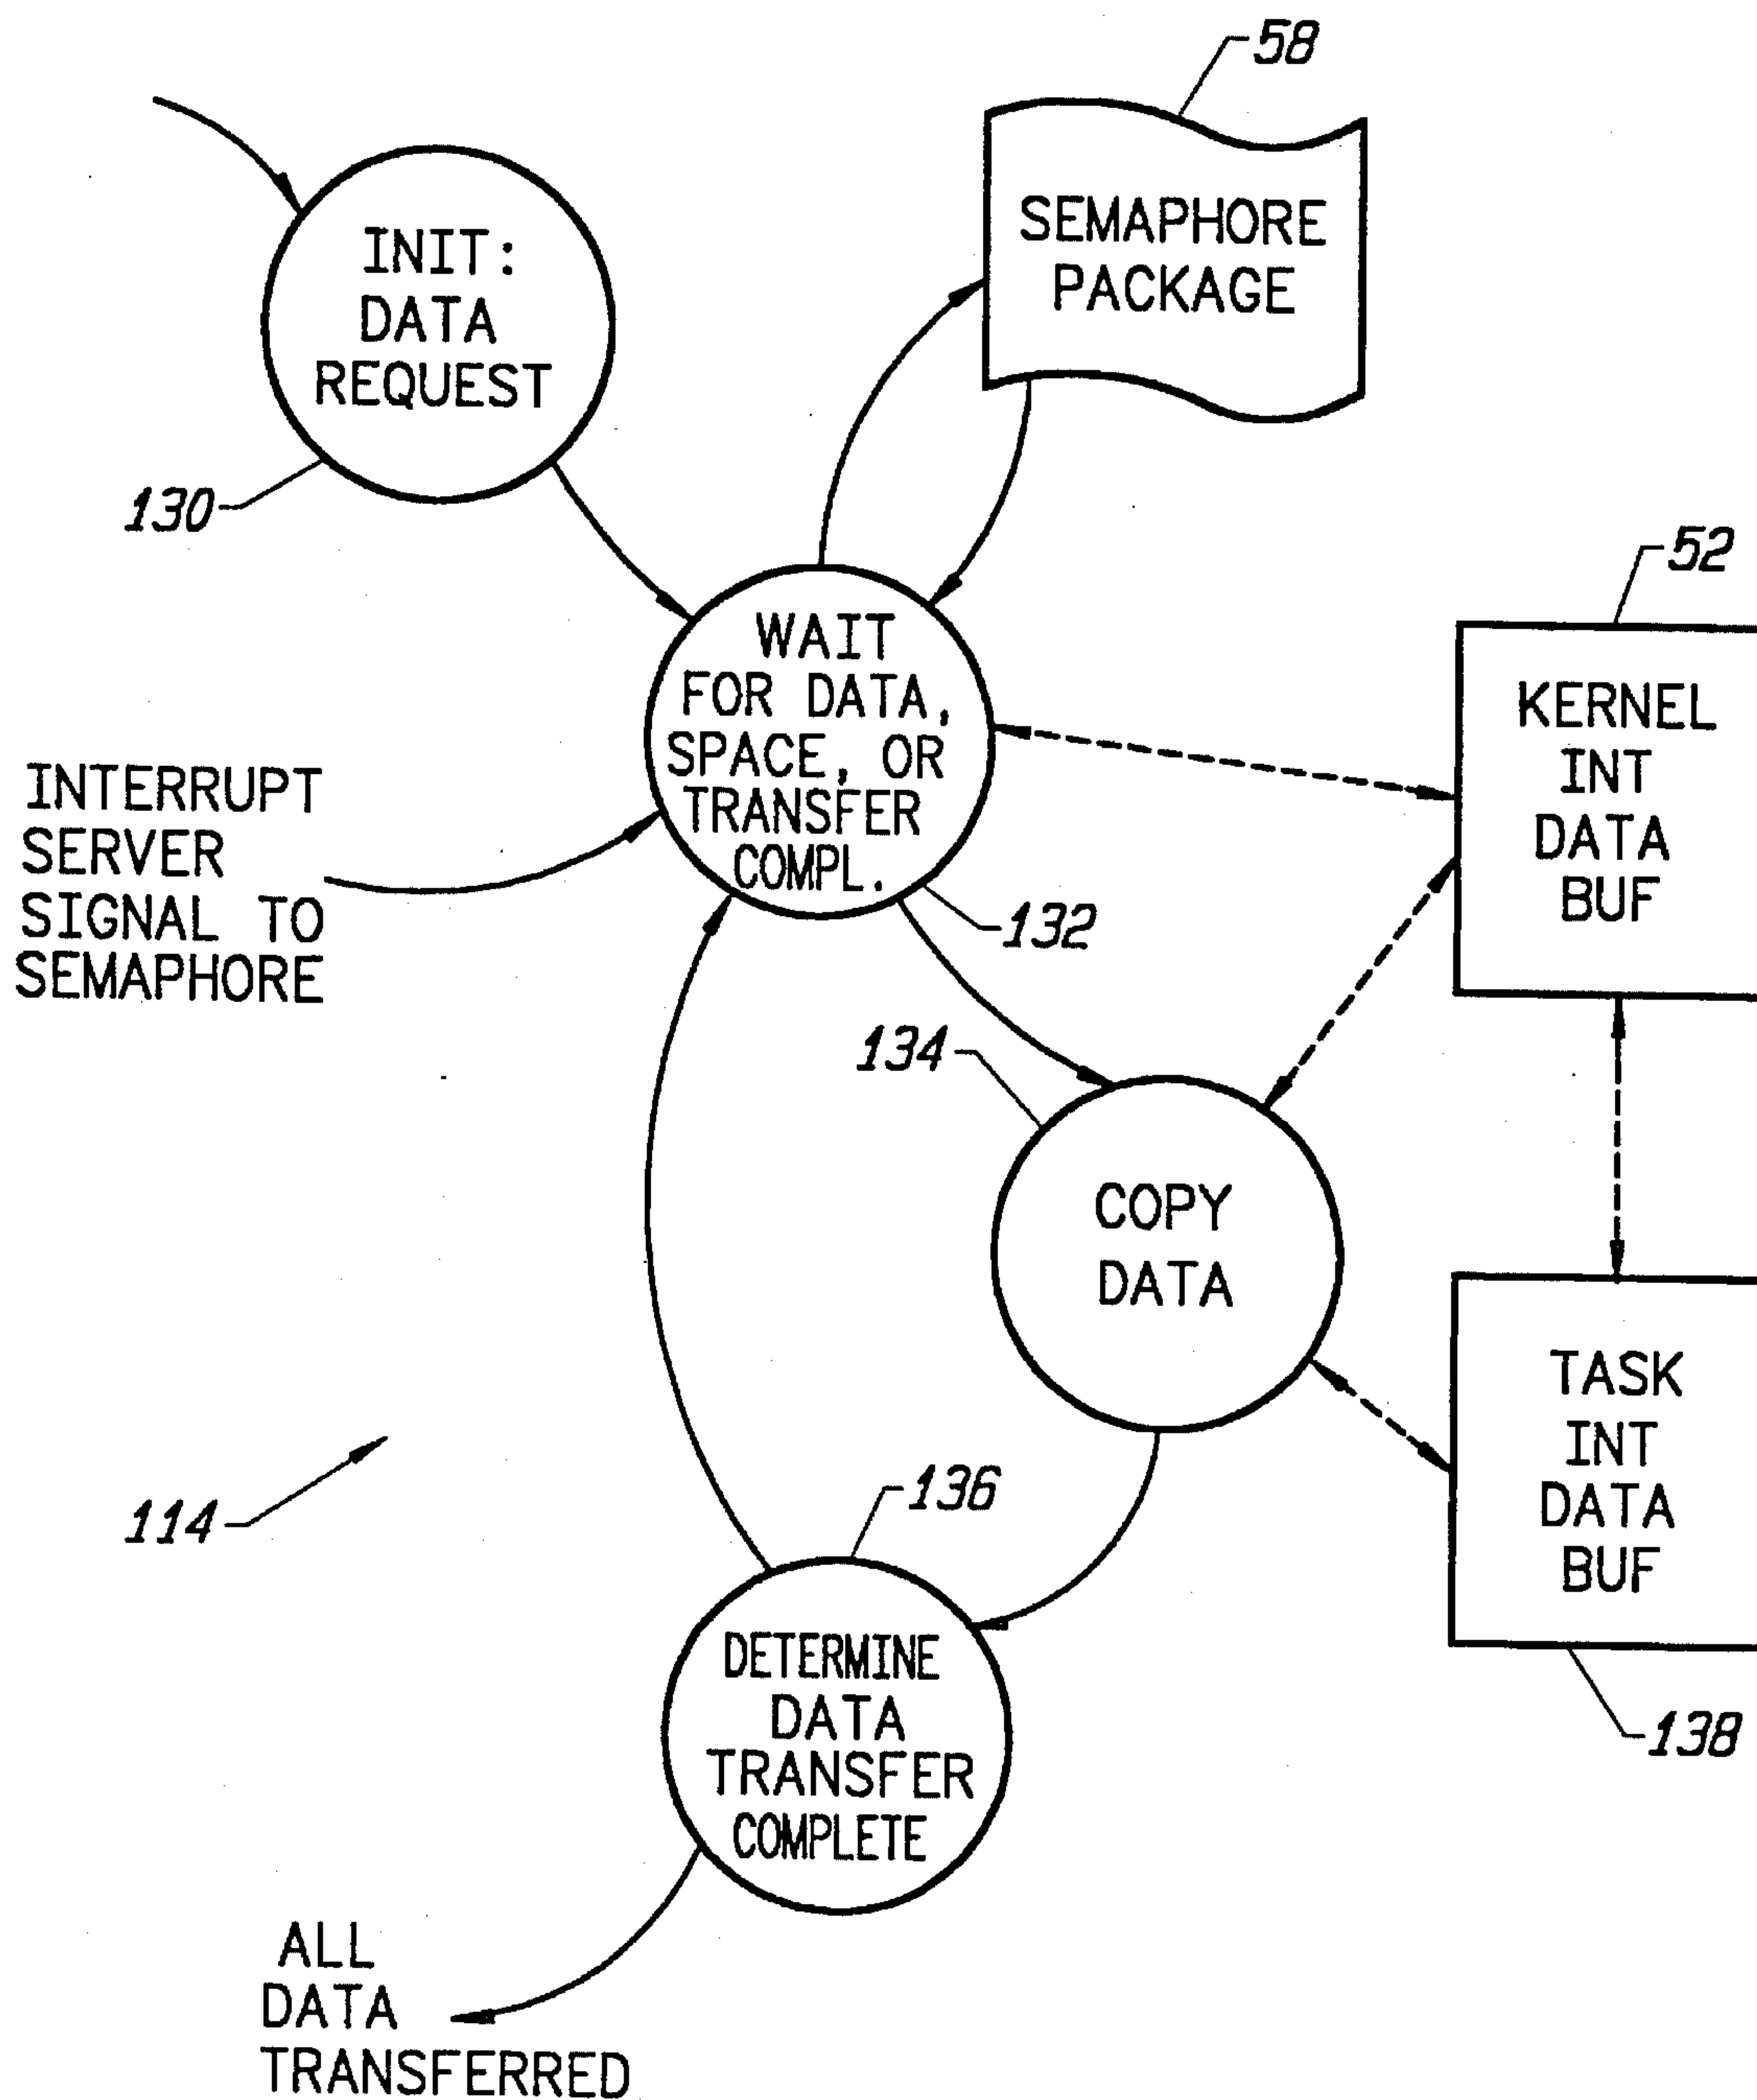 58
INIT:
DATA
REQUEST
130
SEMAPHORE
PACKAGE
52
WAIT
FOR DATA,
SPACE, OR
TRANSFER
COMPL.
132
INTERRUPT
SERVER
SIGNAL TO
SEMAPHORE
KERNEL
INT
DATA
BUF
134
COPY
DATA
TASK
INT
DATA
BUF
138
114
136
DETERMINE
DATA
TRANSFER
COMPLETE
ALL
DATA
TRANSFERRED